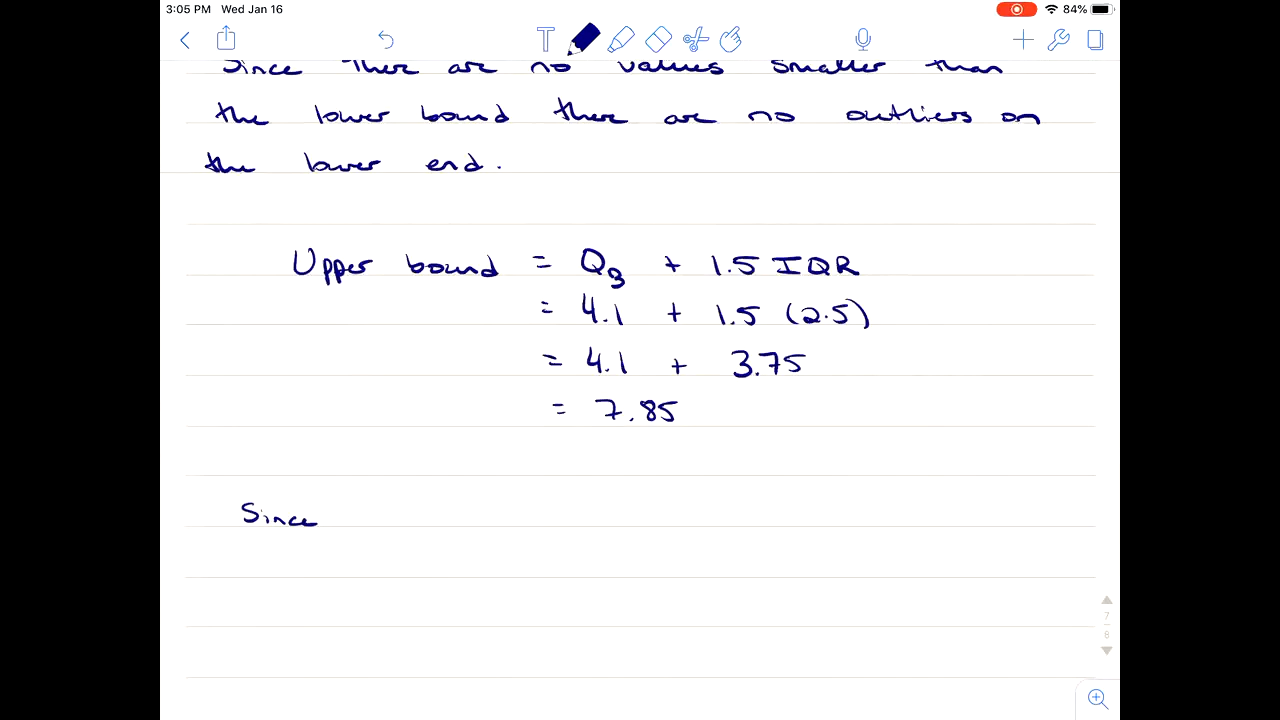 3:05 PM Wed Jan 16
84%
T
Since there are no values smaller than
the lower bound there are no outliers on
the lower end.
Upper bound = Q3 + 1.5 IQR
= 4.1 + 1.5 (2.5)
= 4.1 + 3.75
= 7.85
Since
7
8